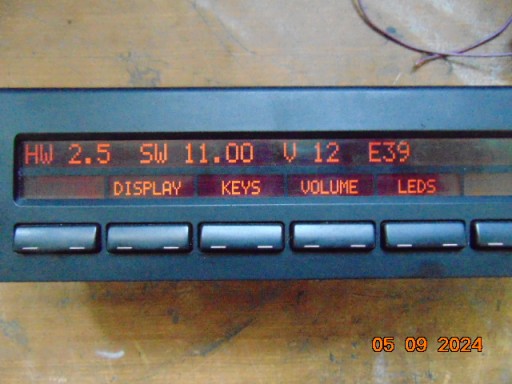 HW 2.5 SW 11.00 V 12 E39
DISPLAY KEYS VOLUME LEDS
05 09 2024